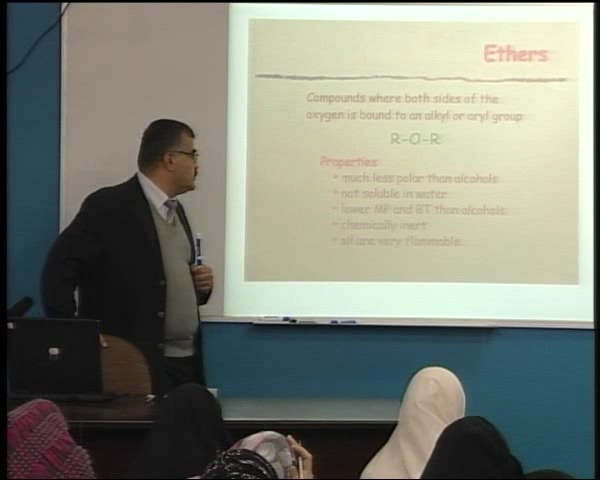 Ethers
Compounds where both sides of the
oxygen is bound to an alkyl or aryl group
R-O-R
Properties
* much less polar than alcohols
* not soluble in water
* lower MP and BT than alcohols
* chemically inert
* all are very flammable